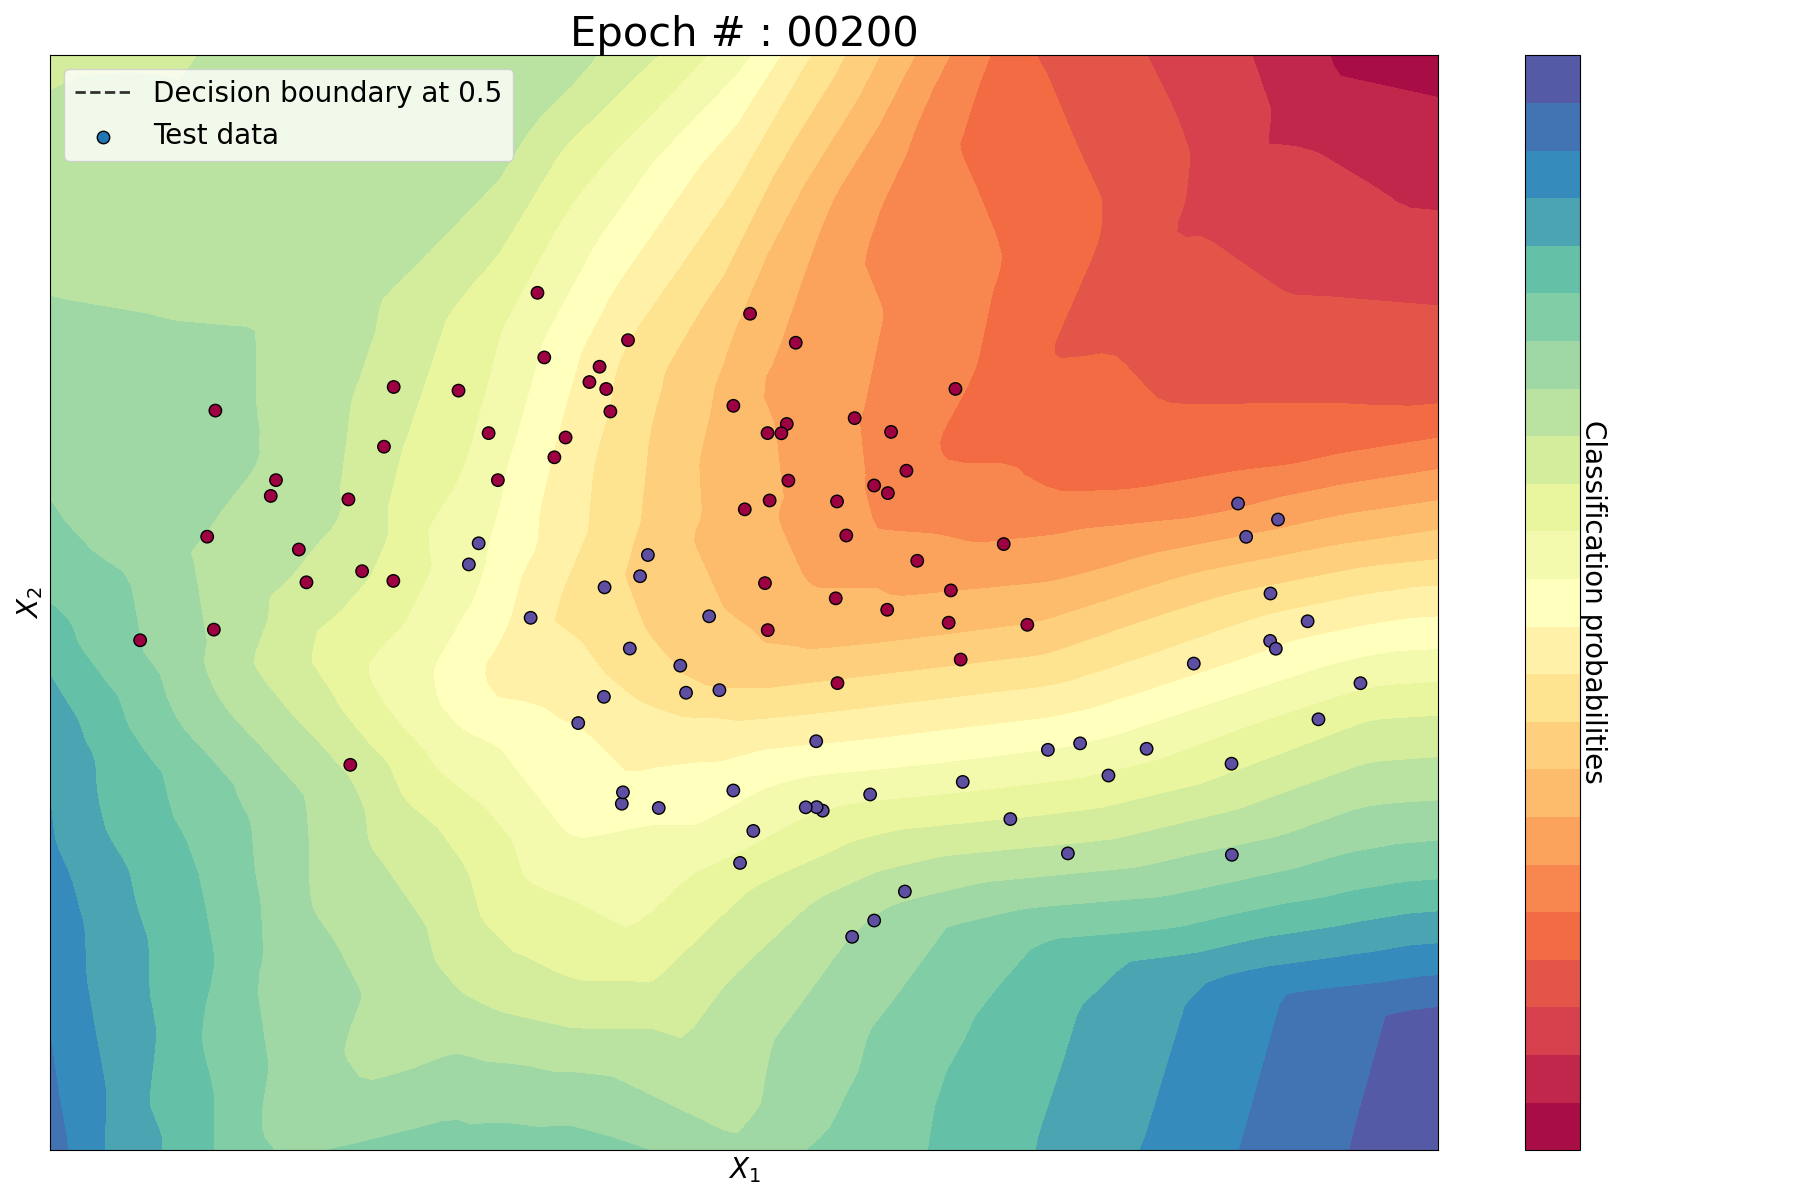 Epoch # : 00200
Decision boundary at 0.5
Test data
X₂
X₁
Classification probabilities